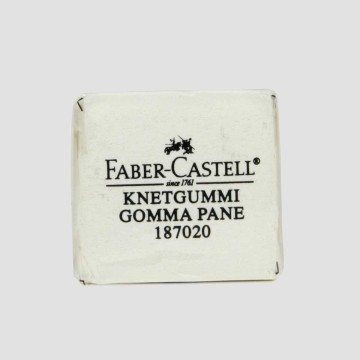 FABER-CASTELL®
since 1761
KNETGUMMI
GOMMA PANE
187020